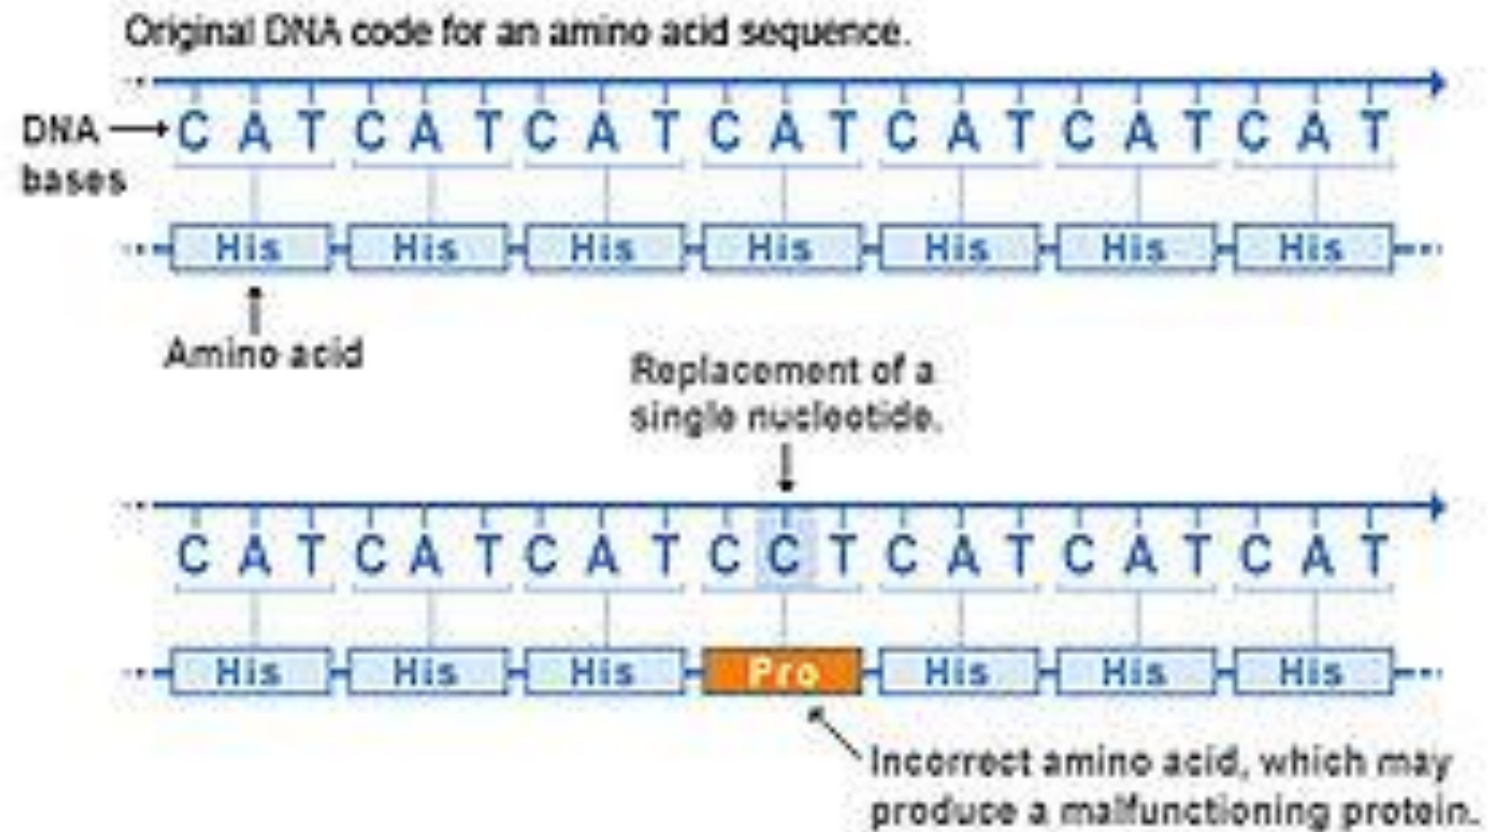 Original DNA code for an amino acid sequence.
DNA bases
C A T C A T C A T C A T C A T C A T C A T
His His His His His His His
Amino acid
Replacement of a
single nucleotide.
C A T C A T C A T C C T C A T C A T C A T
His His His Pro His His His
Incorrect amino acid, which may
produce a malfunctioning protein.